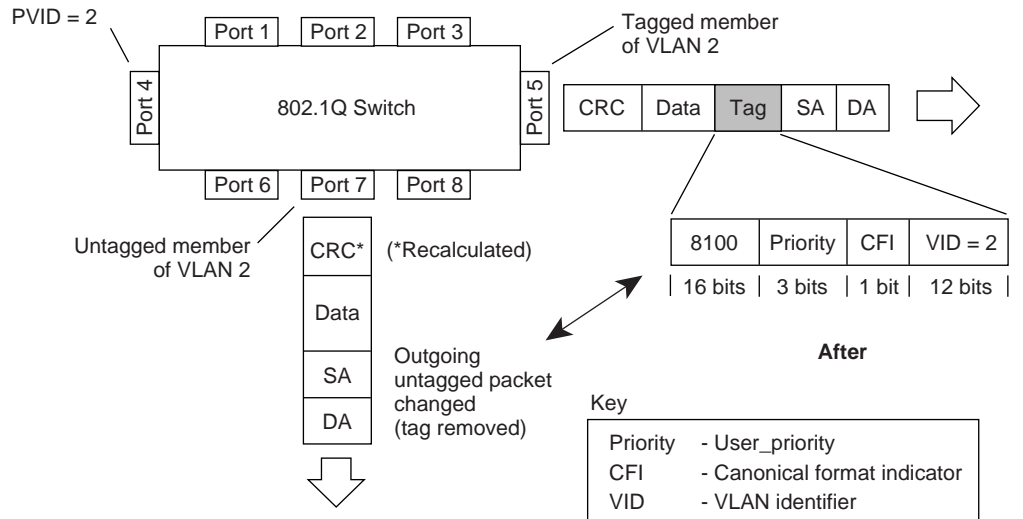 PVID = 2
Port 1
Port 2
Port 3
Tagged member
of VLAN 2
Port 4
802.1Q Switch
Port 5
CRC
Data
Tag
SA
DA
Port 6
Port 7
Port 8
Untagged member
of VLAN 2
CRC*
(*Recalculated)
Data
SA
DA
Outgoing
untagged packet
changed
(tag removed)
8100
Priority
CFI
VID = 2
16 bits
3 bits
1 bit
12 bits
After
Key
Priority - User_priority
CFI - Canonical format indicator
VID - VLAN identifier